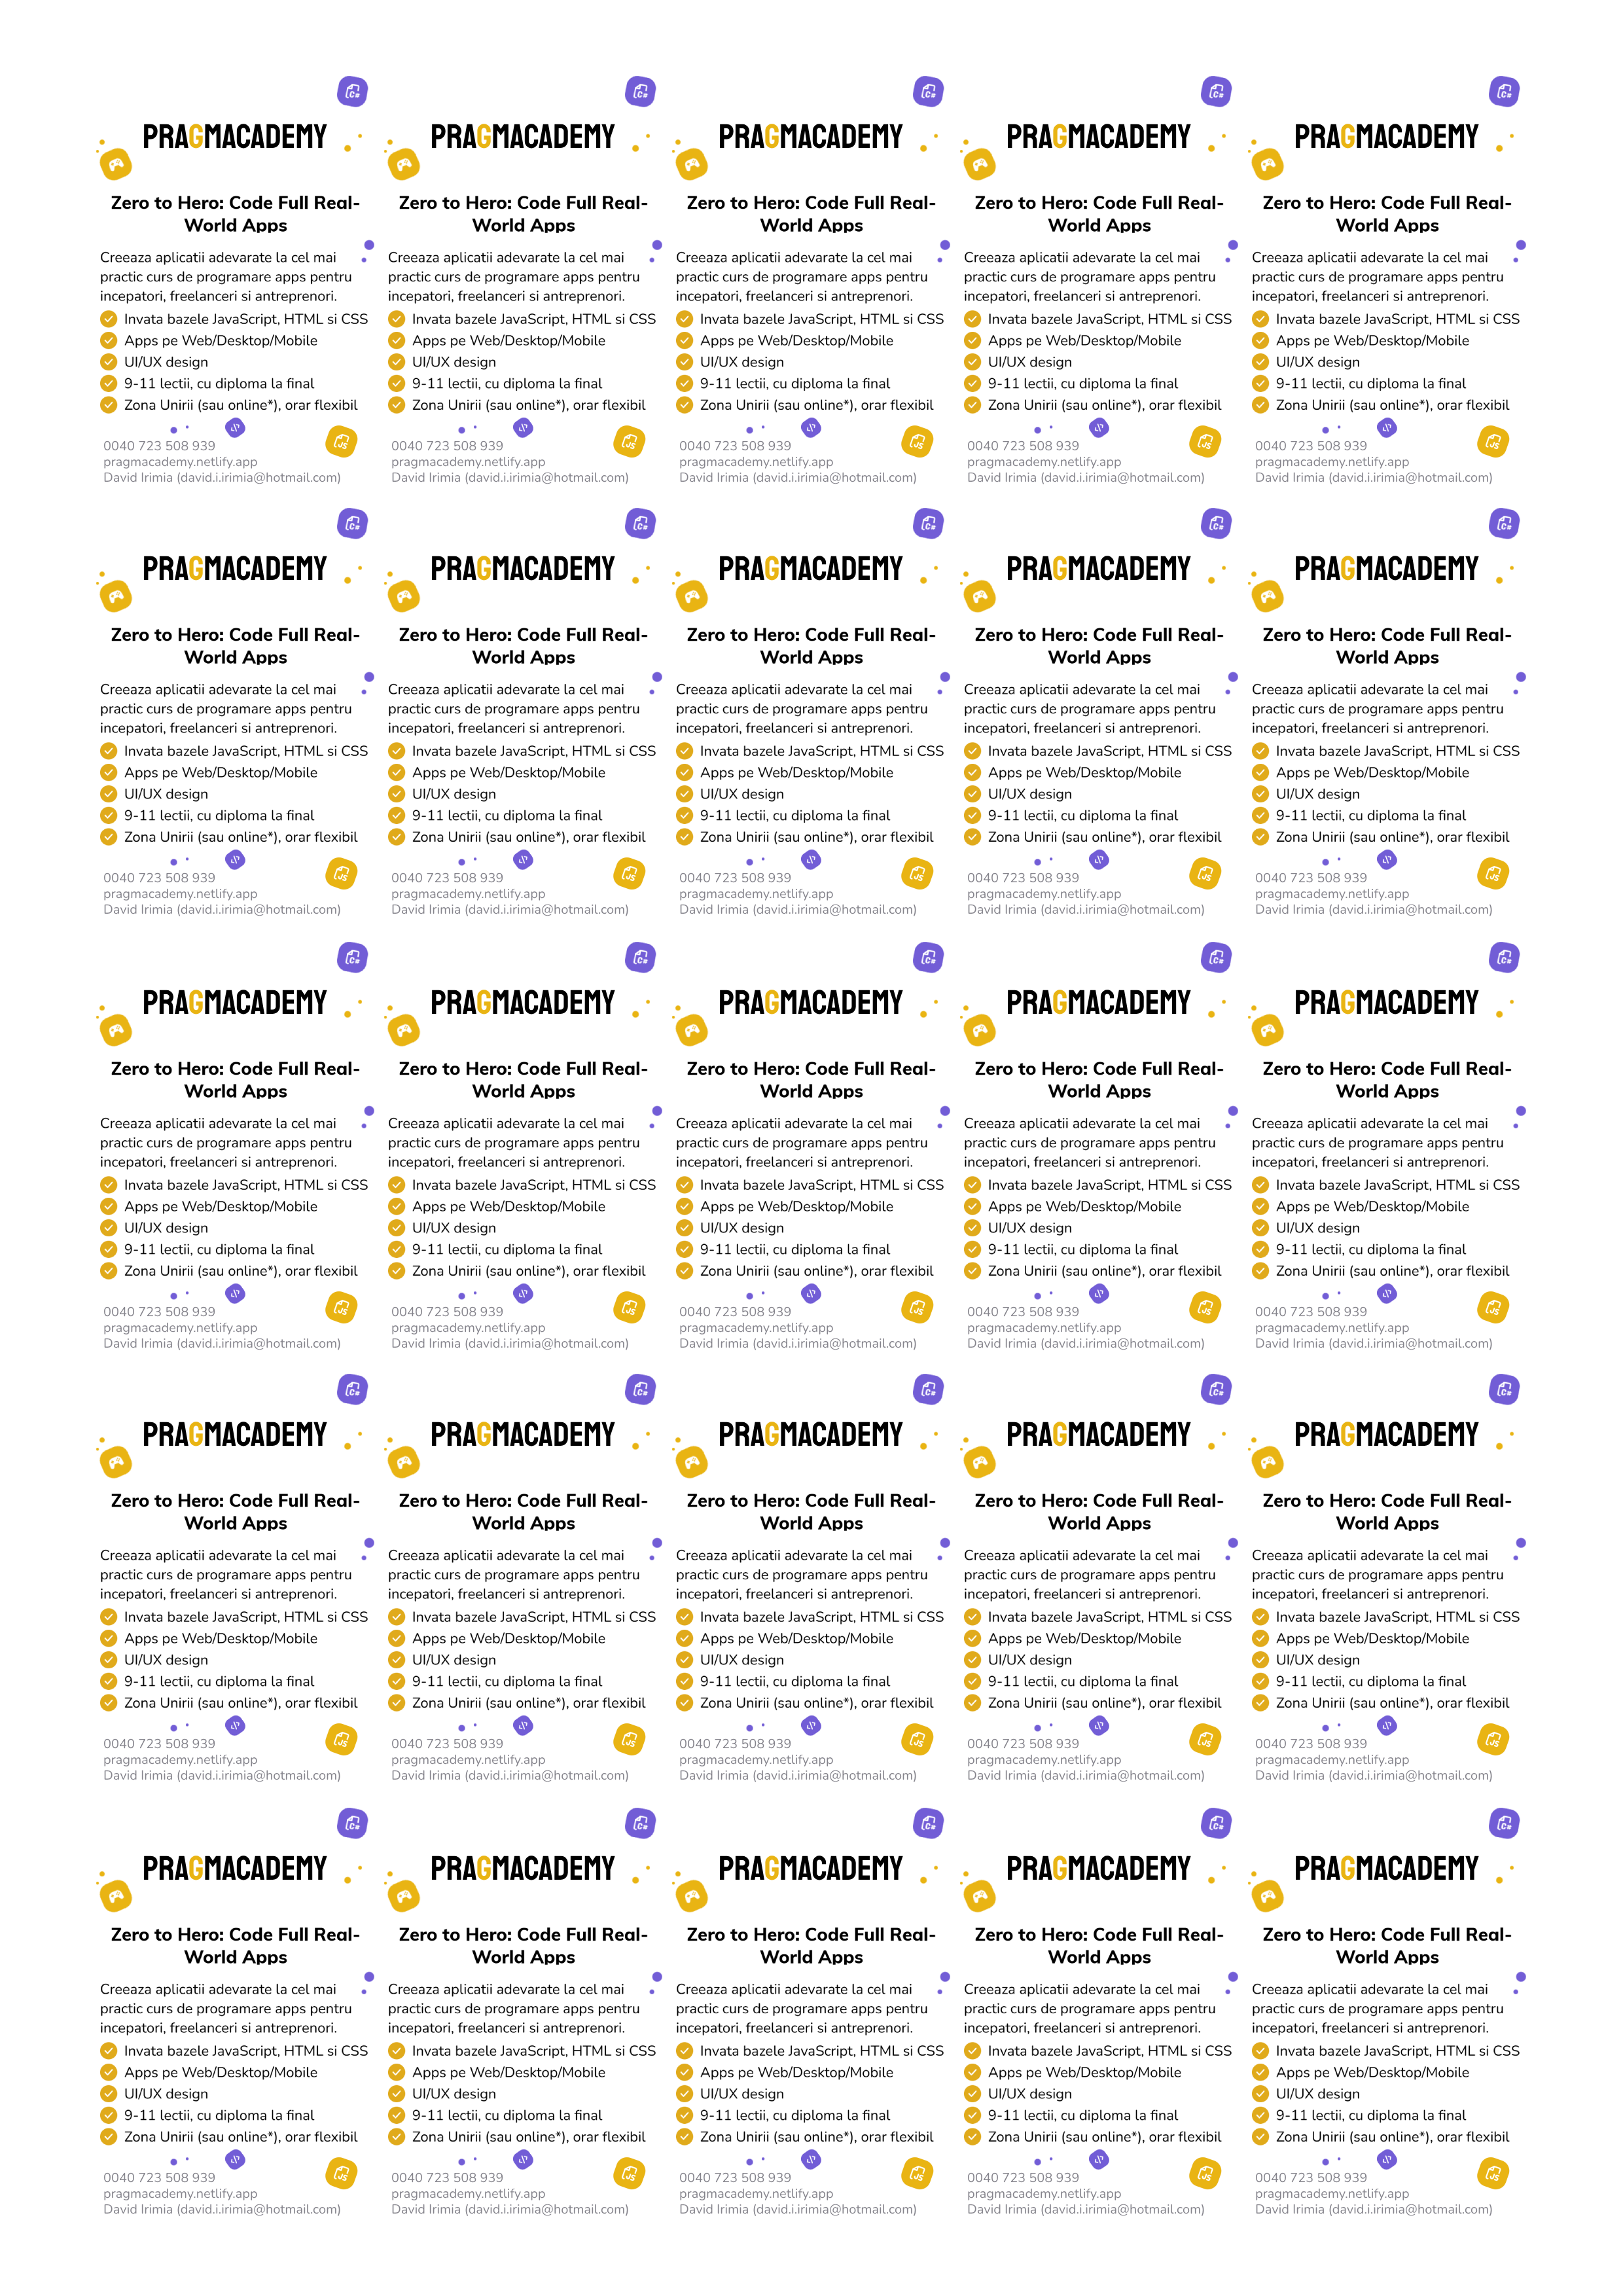 C#
PRAGMACADEMY
Zero to Hero: Code Full Real-
World Apps
Creeaza aplicatii adevarate la cel mai
practic curs de programare apps pentru
incepatori, freelanceri si antreprenori.
Invata bazele JavaScript, HTML si CSS
Apps pe Web/Desktop/Mobile
UI/UX design
9-11 lectii, cu diploma la final
Zona Unirii (sau online*), orar flexibil
JS
0040 723 508 939
pragmacademy.netlify.app
David Irimia (david.i.irimia@hotmail.com)
C#
PRAGMACADEMY
Zero to Hero: Code Full Real-
World Apps
Creeaza aplicatii adevarate la cel mai
practic curs de programare apps pentru
incepatori, freelanceri si antreprenori.
Invata bazele JavaScript, HTML si CSS
Apps pe Web/Desktop/Mobile
UI/UX design
9-11 lectii, cu diploma la final
Zona Unirii (sau online*), orar flexibil
JS
0040 723 508 939
pragmacademy.netlify.app
David Irimia (david.i.irimia@hotmail.com)
C#
PRAGMACADEMY
Zero to Hero: Code Full Real-
World Apps
Creeaza aplicatii adevarate la cel mai
practic curs de programare apps pentru
incepatori, freelanceri si antreprenori.
Invata bazele JavaScript, HTML si CSS
Apps pe Web/Desktop/Mobile
UI/UX design
9-11 lectii, cu diploma la final
Zona Unirii (sau online*), orar flexibil
JS
0040 723 508 939
pragmacademy.netlify.app
David Irimia (david.i.irimia@hotmail.com)
C#
PRAGMACADEMY
Zero to Hero: Code Full Real-
World Apps
Creeaza aplicatii adevarate la cel mai
practic curs de programare apps pentru
incepatori, freelanceri si antreprenori.
Invata bazele JavaScript, HTML si CSS
Apps pe Web/Desktop/Mobile
UI/UX design
9-11 lectii, cu diploma la final
Zona Unirii (sau online*), orar flexibil
JS
0040 723 508 939
pragmacademy.netlify.app
David Irimia (david.i.irimia@hotmail.com)
C#
PRAGMACADEMY
Zero to Hero: Code Full Real-
World Apps
Creeaza aplicatii adevarate la cel mai
practic curs de programare apps pentru
incepatori, freelanceri si antreprenori.
Invata bazele JavaScript, HTML si CSS
Apps pe Web/Desktop/Mobile
UI/UX design
9-11 lectii, cu diploma la final
Zona Unirii (sau online*), orar flexibil
JS
0040 723 508 939
pragmacademy.netlify.app
David Irimia (david.i.irimia@hotmail.com)
C#
PRAGMACADEMY
Zero to Hero: Code Full Real-
World Apps
Creeaza aplicatii adevarate la cel mai
practic curs de programare apps pentru
incepatori, freelanceri si antreprenori.
Invata bazele JavaScript, HTML si CSS
Apps pe Web/Desktop/Mobile
UI/UX design
9-11 lectii, cu diploma la final
Zona Unirii (sau online*), orar flexibil
JS
0040 723 508 939
pragmacademy.netlify.app
David Irimia (david.i.irimia@hotmail.com)
C#
PRAGMACADEMY
Zero to Hero: Code Full Real-
World Apps
Creeaza aplicatii adevarate la cel mai
practic curs de programare apps pentru
incepatori, freelanceri si antreprenori.
Invata bazele JavaScript, HTML si CSS
Apps pe Web/Desktop/Mobile
UI/UX design
9-11 lectii, cu diploma la final
Zona Unirii (sau online*), orar flexibil
JS
0040 723 508 939
pragmacademy.netlify.app
David Irimia (david.i.irimia@hotmail.com)
C#
PRAGMACADEMY
Zero to Hero: Code Full Real-
World Apps
Creeaza aplicatii adevarate la cel mai
practic curs de programare apps pentru
incepatori, freelanceri si antreprenori.
Invata bazele JavaScript, HTML si CSS
Apps pe Web/Desktop/Mobile
UI/UX design
9-11 lectii, cu diploma la final
Zona Unirii (sau online*), orar flexibil
JS
0040 723 508 939
pragmacademy.netlify.app
David Irimia (david.i.irimia@hotmail.com)
C#
PRAGMACADEMY
Zero to Hero: Code Full Real-
World Apps
Creeaza aplicatii adevarate la cel mai
practic curs de programare apps pentru
incepatori, freelanceri si antreprenori.
Invata bazele JavaScript, HTML si CSS
Apps pe Web/Desktop/Mobile
UI/UX design
9-11 lectii, cu diploma la final
Zona Unirii (sau online*), orar flexibil
JS
0040 723 508 939
pragmacademy.netlify.app
David Irimia (david.i.irimia@hotmail.com)
C#
PRAGMACADEMY
Zero to Hero: Code Full Real-
World Apps
Creeaza aplicatii adevarate la cel mai
practic curs de programare apps pentru
incepatori, freelanceri si antreprenori.
Invata bazele JavaScript, HTML si CSS
Apps pe Web/Desktop/Mobile
UI/UX design
9-11 lectii, cu diploma la final
Zona Unirii (sau online*), orar flexibil
JS
0040 723 508 939
pragmacademy.netlify.app
David Irimia (david.i.irimia@hotmail.com)
C#
PRAGMACADEMY
Zero to Hero: Code Full Real-
World Apps
Creeaza aplicatii adevarate la cel mai
practic curs de programare apps pentru
incepatori, freelanceri si antreprenori.
Invata bazele JavaScript, HTML si CSS
Apps pe Web/Desktop/Mobile
UI/UX design
9-11 lectii, cu diploma la final
Zona Unirii (sau online*), orar flexibil
JS
0040 723 508 939
pragmacademy.netlify.app
David Irimia (david.i.irimia@hotmail.com)
C#
PRAGMACADEMY
Zero to Hero: Code Full Real-
World Apps
Creeaza aplicatii adevarate la cel mai
practic curs de programare apps pentru
incepatori, freelanceri si antreprenori.
Invata bazele JavaScript, HTML si CSS
Apps pe Web/Desktop/Mobile
UI/UX design
9-11 lectii, cu diploma la final
Zona Unirii (sau online*), orar flexibil
JS
0040 723 508 939
pragmacademy.netlify.app
David Irimia (david.i.irimia@hotmail.com)
C#
PRAGMACADEMY
Zero to Hero: Code Full Real-
World Apps
Creeaza aplicatii adevarate la cel mai
practic curs de programare apps pentru
incepatori, freelanceri si antreprenori.
Invata bazele JavaScript, HTML si CSS
Apps pe Web/Desktop/Mobile
UI/UX design
9-11 lectii, cu diploma la final
Zona Unirii (sau online*), orar flexibil
JS
0040 723 508 939
pragmacademy.netlify.app
David Irimia (david.i.irimia@hotmail.com)
C#
PRAGMACADEMY
Zero to Hero: Code Full Real-
World Apps
Creeaza aplicatii adevarate la cel mai
practic curs de programare apps pentru
incepatori, freelanceri si antreprenori.
Invata bazele JavaScript, HTML si CSS
Apps pe Web/Desktop/Mobile
UI/UX design
9-11 lectii, cu diploma la final
Zona Unirii (sau online*), orar flexibil
JS
0040 723 508 939
pragmacademy.netlify.app
David Irimia (david.i.irimia@hotmail.com)
C#
PRAGMACADEMY
Zero to Hero: Code Full Real-
World Apps
Creeaza aplicatii adevarate la cel mai
practic curs de programare apps pentru
incepatori, freelanceri si antreprenori.
Invata bazele JavaScript, HTML si CSS
Apps pe Web/Desktop/Mobile
UI/UX design
9-11 lectii, cu diploma la final
Zona Unirii (sau online*), orar flexibil
JS
0040 723 508 939
pragmacademy.netlify.app
David Irimia (david.i.irimia@hotmail.com)
C#
PRAGMACADEMY
Zero to Hero: Code Full Real-
World Apps
Creeaza aplicatii adevarate la cel mai
practic curs de programare apps pentru
incepatori, freelanceri si antreprenori.
Invata bazele JavaScript, HTML si CSS
Apps pe Web/Desktop/Mobile
UI/UX design
9-11 lectii, cu diploma la final
Zona Unirii (sau online*), orar flexibil
JS
0040 723 508 939
pragmacademy.netlify.app
David Irimia (david.i.irimia@hotmail.com)
C#
PRAGMACADEMY
Zero to Hero: Code Full Real-
World Apps
Creeaza aplicatii adevarate la cel mai
practic curs de programare apps pentru
incepatori, freelanceri si antreprenori.
Invata bazele JavaScript, HTML si CSS
Apps pe Web/Desktop/Mobile
UI/UX design
9-11 lectii, cu diploma la final
Zona Unirii (sau online*), orar flexibil
JS
0040 723 508 939
pragmacademy.netlify.app
David Irimia (david.i.irimia@hotmail.com)
C#
PRAGMACADEMY
Zero to Hero: Code Full Real-
World Apps
Creeaza aplicatii adevarate la cel mai
practic curs de programare apps pentru
incepatori, freelanceri si antreprenori.
Invata bazele JavaScript, HTML si CSS
Apps pe Web/Desktop/Mobile
UI/UX design
9-11 lectii, cu diploma la final
Zona Unirii (sau online*), orar flexibil
JS
0040 723 508 939
pragmacademy.netlify.app
David Irimia (david.i.irimia@hotmail.com)
C#
PRAGMACADEMY
Zero to Hero: Code Full Real-
World Apps
Creeaza aplicatii adevarate la cel mai
practic curs de programare apps pentru
incepatori, freelanceri si antreprenori.
Invata bazele JavaScript, HTML si CSS
Apps pe Web/Desktop/Mobile
UI/UX design
9-11 lectii, cu diploma la final
Zona Unirii (sau online*), orar flexibil
JS
0040 723 508 939
pragmacademy.netlify.app
David Irimia (david.i.irimia@hotmail.com)
C#
PRAGMACADEMY
Zero to Hero: Code Full Real-
World Apps
Creeaza aplicatii adevarate la cel mai
practic curs de programare apps pentru
incepatori, freelanceri si antreprenori.
Invata bazele JavaScript, HTML si CSS
Apps pe Web/Desktop/Mobile
UI/UX design
9-11 lectii, cu diploma la final
Zona Unirii (sau online*), orar flexibil
JS
0040 723 508 939
pragmacademy.netlify.app
David Irimia (david.i.irimia@hotmail.com)
C#
PRAGMACADEMY
Zero to Hero: Code Full Real-
World Apps
Creeaza aplicatii adevarate la cel mai
practic curs de programare apps pentru
incepatori, freelanceri si antreprenori.
Invata bazele JavaScript, HTML si CSS
Apps pe Web/Desktop/Mobile
UI/UX design
9-11 lectii, cu diploma la final
Zona Unirii (sau online*), orar flexibil
JS
0040 723 508 939
pragmacademy.netlify.app
David Irimia (david.i.irimia@hotmail.com)
C#
PRAGMACADEMY
Zero to Hero: Code Full Real-
World Apps
Creeaza aplicatii adevarate la cel mai
practic curs de programare apps pentru
incepatori, freelanceri si antreprenori.
Invata bazele JavaScript, HTML si CSS
Apps pe Web/Desktop/Mobile
UI/UX design
9-11 lectii, cu diploma la final
Zona Unirii (sau online*), orar flexibil
JS
0040 723 508 939
pragmacademy.netlify.app
David Irimia (david.i.irimia@hotmail.com)
C#
PRAGMACADEMY
Zero to Hero: Code Full Real-
World Apps
Creeaza aplicatii adevarate la cel mai
practic curs de programare apps pentru
incepatori, freelanceri si antreprenori.
Invata bazele JavaScript, HTML si CSS
Apps pe Web/Desktop/Mobile
UI/UX design
9-11 lectii, cu diploma la final
Zona Unirii (sau online*), orar flexibil
JS
0040 723 508 939
pragmacademy.netlify.app
David Irimia (david.i.irimia@hotmail.com)
C#
PRAGMACADEMY
Zero to Hero: Code Full Real-
World Apps
Creeaza aplicatii adevarate la cel mai
practic curs de programare apps pentru
incepatori, freelanceri si antreprenori.
Invata bazele JavaScript, HTML si CSS
Apps pe Web/Desktop/Mobile
UI/UX design
9-11 lectii, cu diploma la final
Zona Unirii (sau online*), orar flexibil
JS
0040 723 508 939
pragmacademy.netlify.app
David Irimia (david.i.irimia@hotmail.com)
C#
PRAGMACADEMY
Zero to Hero: Code Full Real-
World Apps
Creeaza aplicatii adevarate la cel mai
practic curs de programare apps pentru
incepatori, freelanceri si antreprenori.
Invata bazele JavaScript, HTML si CSS
Apps pe Web/Desktop/Mobile
UI/UX design
9-11 lectii, cu diploma la final
Zona Unirii (sau online*), orar flexibil
JS
0040 723 508 939
pragmacademy.netlify.app
David Irimia (david.i.irimia@hotmail.com)